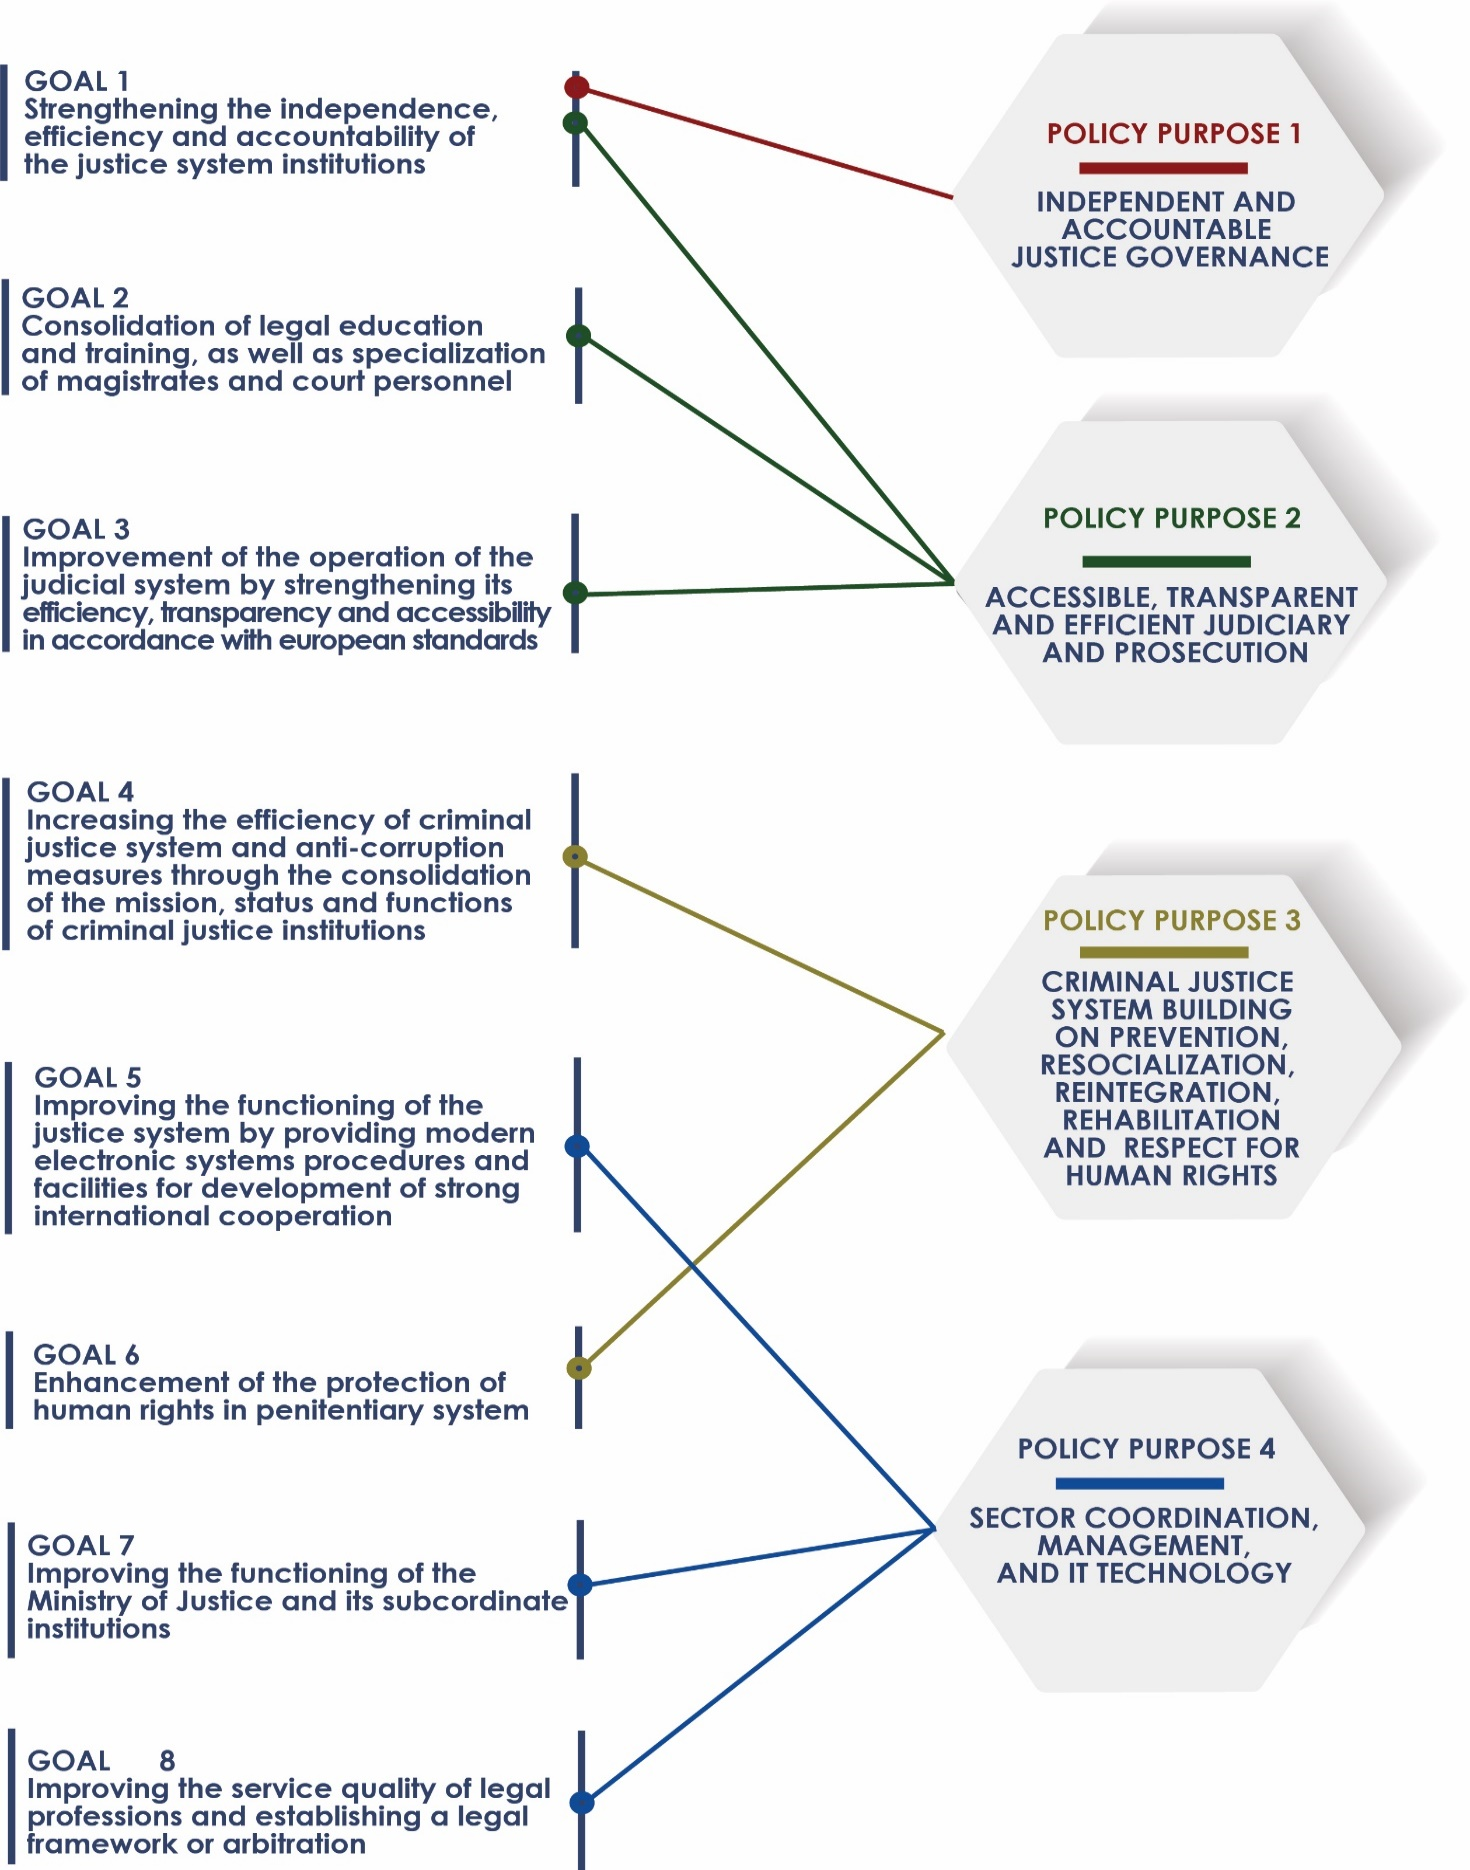 GOAL 1
Strengthening the independence,
efficiency and accountability of
the justice system institutions
GOAL 2
Consolidation of legal education
and training, as well as specialization
of magistrates and court personnel
GOAL 3
Improvement of the operation of the
judicial system by strengthening its
efficiency, transparency and accessibility
in accordance with european standards
GOAL 4
Increasing the efficiency of criminal
justice system and anti-corruption
measures through the consolidation
of the mission, status and functions
of criminal justice institutions
GOAL 5
Improving the functioning of the
justice system by providing modern
electronic systems procedures and
facilities for development of strong
international cooperation
GOAL 6
Enhancement of the protection of
human rights in penitentiary system
GOAL 7
Improving the functioning of the
Ministry of Justice and its subcordinate
institutions
GOAL 8
Improving the service quality of legal
professions and establishing a legal
framework or arbitration
POLICY PURPOSE 1
INDEPENDENT AND
ACCOUNTABLE
JUSTICE GOVERNANCE
POLICY PURPOSE 2
ACCESSIBLE, TRANSPARENT
AND EFFICIENT JUDICIARY
AND PROSECUTION
POLICY PURPOSE 3
CRIMINAL JUSTICE
SYSTEM BUILDING
ON PREVENTION,
RESOCIALIZATION,
REINTEGRATION,
REHABILITATION
AND RESPECT FOR
HUMAN RIGHTS
POLICY PURPOSE 4
SECTOR COORDINATION,
MANAGEMENT,
AND IT TECHNOLOGY